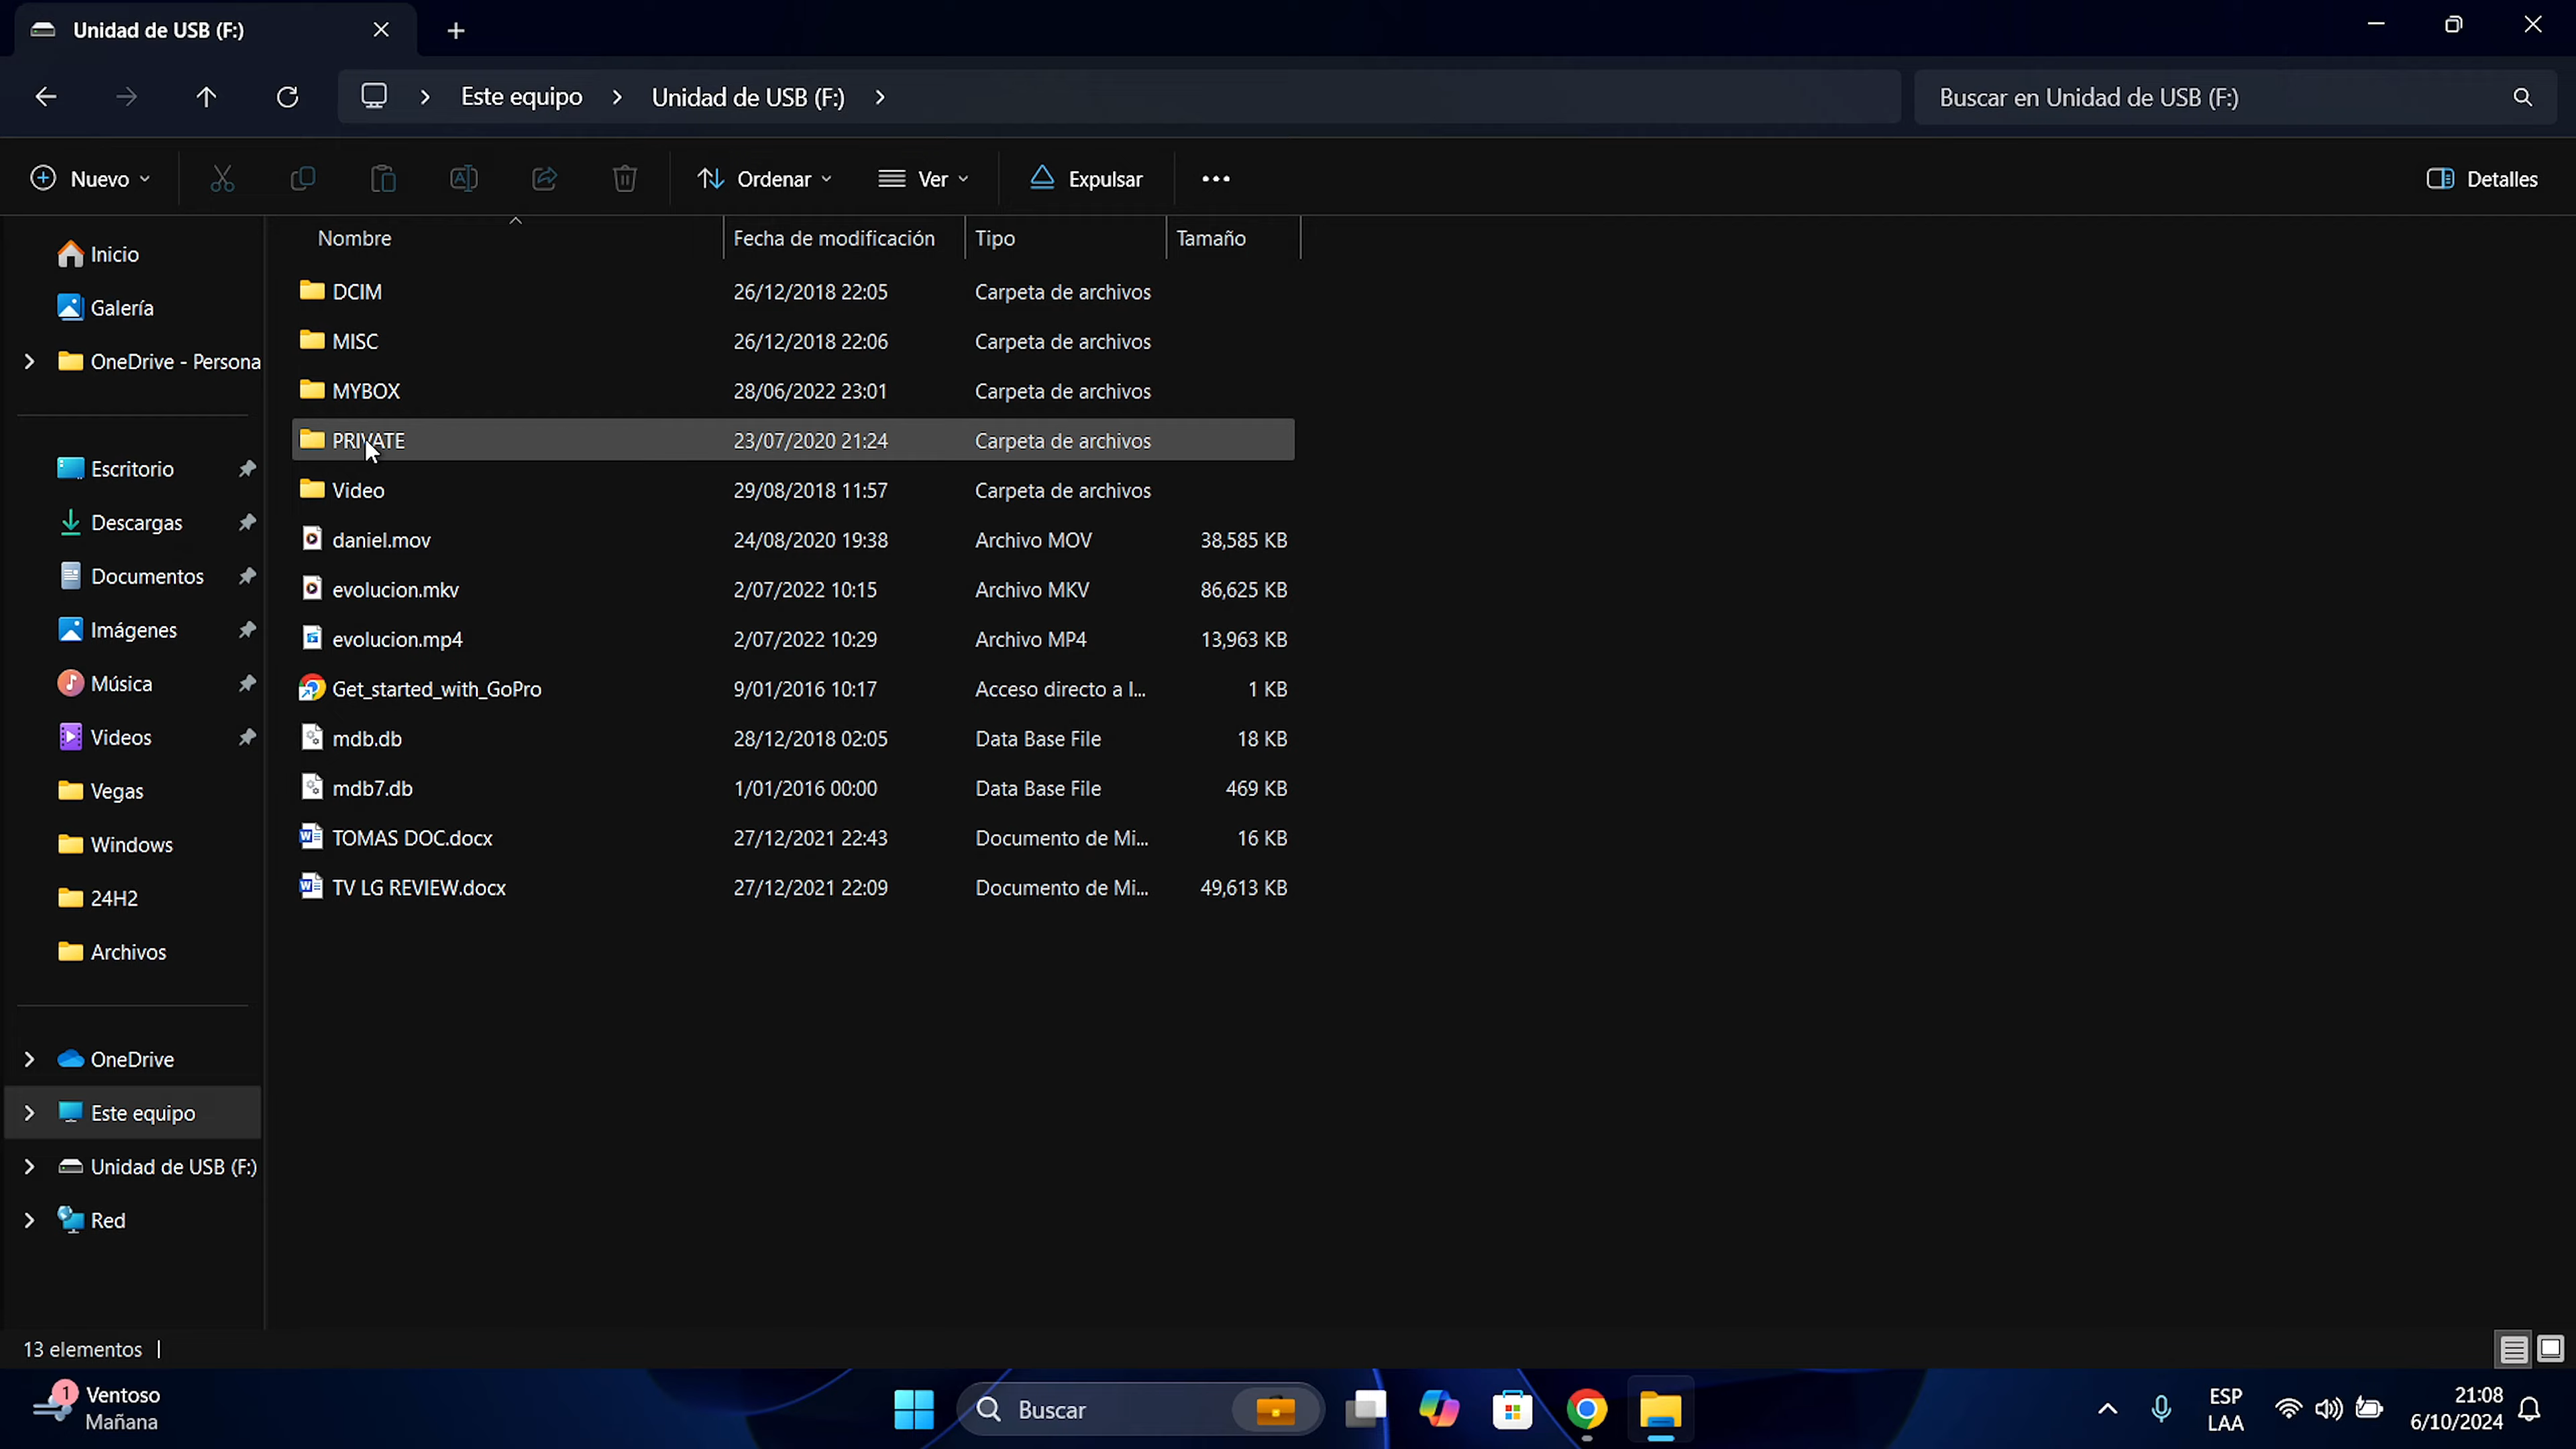 Unidad de USB (F:)
Este equipo Unidad de USB (F:)
Buscar en Unidad de USB (F:)
Nuevo Ordenar Ver Expulsar Detalles
Inicio
Galería
OneDrive - Persona
Escritorio
Descargas
Documentos
Imágenes
Música
Videos
Vegas
Windows
24H2
Archivos
OneDrive
Este equipo
Unidad de USB (F:)
Red
Nombre Fecha de modificación Tipo Tamaño
DCIM 26/12/2018 22:05 Carpeta de archivos
MISC 26/12/2018 22:06 Carpeta de archivos
MYBOX 28/06/2022 23:01 Carpeta de archivos
PRIVATE 23/07/2020 21:24 Carpeta de archivos
Video 29/08/2018 11:57 Carpeta de archivos
daniel.mov 24/08/2020 19:38 Archivo MOV 38,585 KB
evolucion.mkv 2/07/2022 10:15 Archivo MKV 86,625 KB
evolucion.mp4 2/07/2022 10:29 Archivo MP4 13,963 KB
Get_started_with_GoPro 9/01/2016 10:17 Acceso directo a I... 1 KB
mdb.db 28/12/2018 02:05 Data Base File 18 KB
mdb7.db 1/01/2016 00:00 Data Base File 469 KB
TOMAS DOC.docx 27/12/2021 22:43 Documento de Mi... 16 KB
TV LG REVIEW.docx 27/12/2021 22:09 Documento de Mi... 49,613 KB
13 elementos
1
Ventoso
Mañana
Buscar
ESP
LAA
21:08
6/10/2024